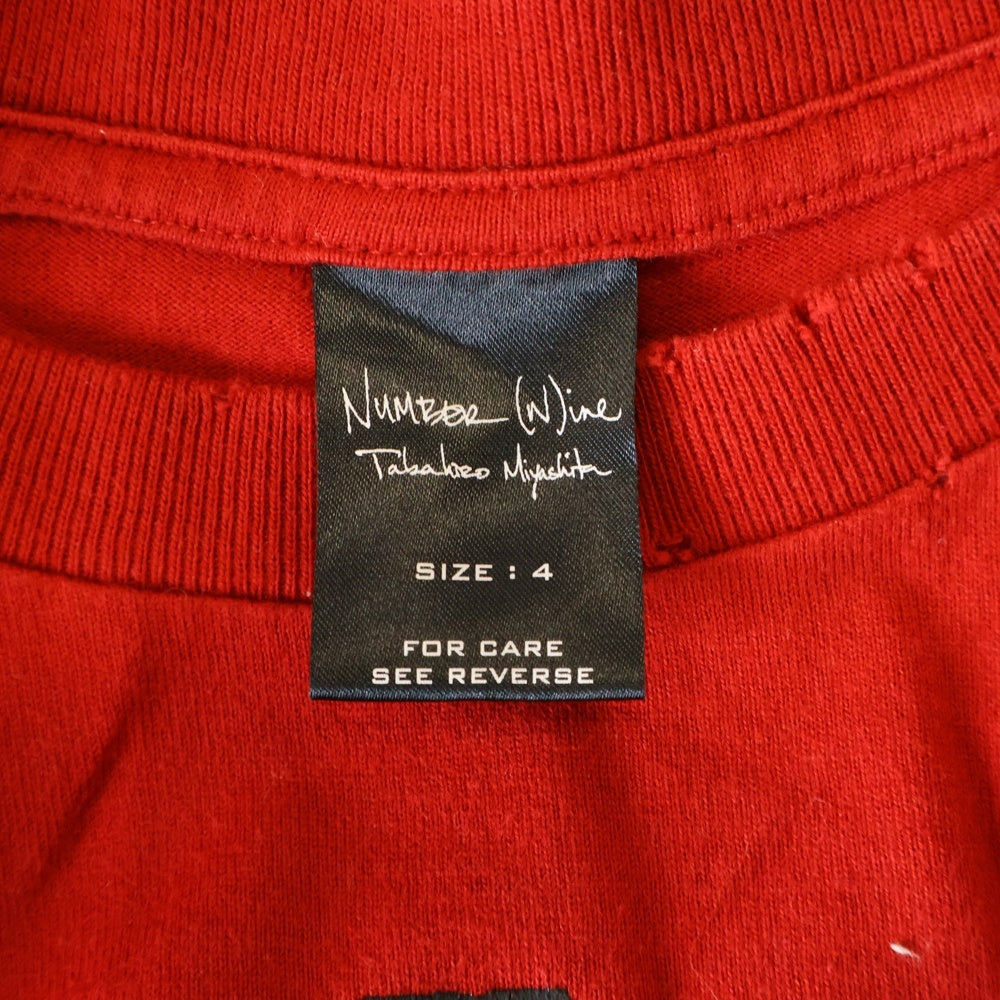 NUMBER (N)ine
Takahiro Miyashita
SIZE : 4
FOR CARE
SEE REVERSE